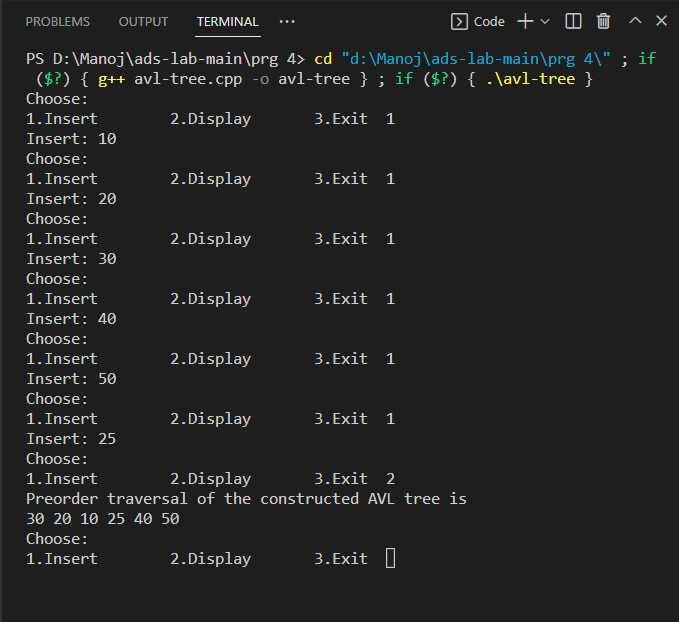 PROBLEMS OUTPUT TERMINAL ··· Code
PS D:\Manoj\ads-lab-main\prg 4> cd "d:\Manoj\ads-lab-main\prg 4\" ; if
($?) { g++ avl-tree.cpp -o avl-tree } ; if ($?) { .\avl-tree }
Choose:
1.Insert 2.Display 3.Exit 1
Insert: 10
Choose:
1.Insert 2.Display 3.Exit 1
Insert: 20
Choose:
1.Insert 2.Display 3.Exit 1
Insert: 30
Choose:
1.Insert 2.Display 3.Exit 1
Insert: 40
Choose:
1.Insert 2.Display 3.Exit 1
Insert: 50
Choose:
1.Insert 2.Display 3.Exit 1
Insert: 25
Choose:
1.Insert 2.Display 3.Exit 2
Preorder traversal of the constructed AVL tree is
30 20 10 25 40 50
Choose:
1.Insert 2.Display 3.Exit